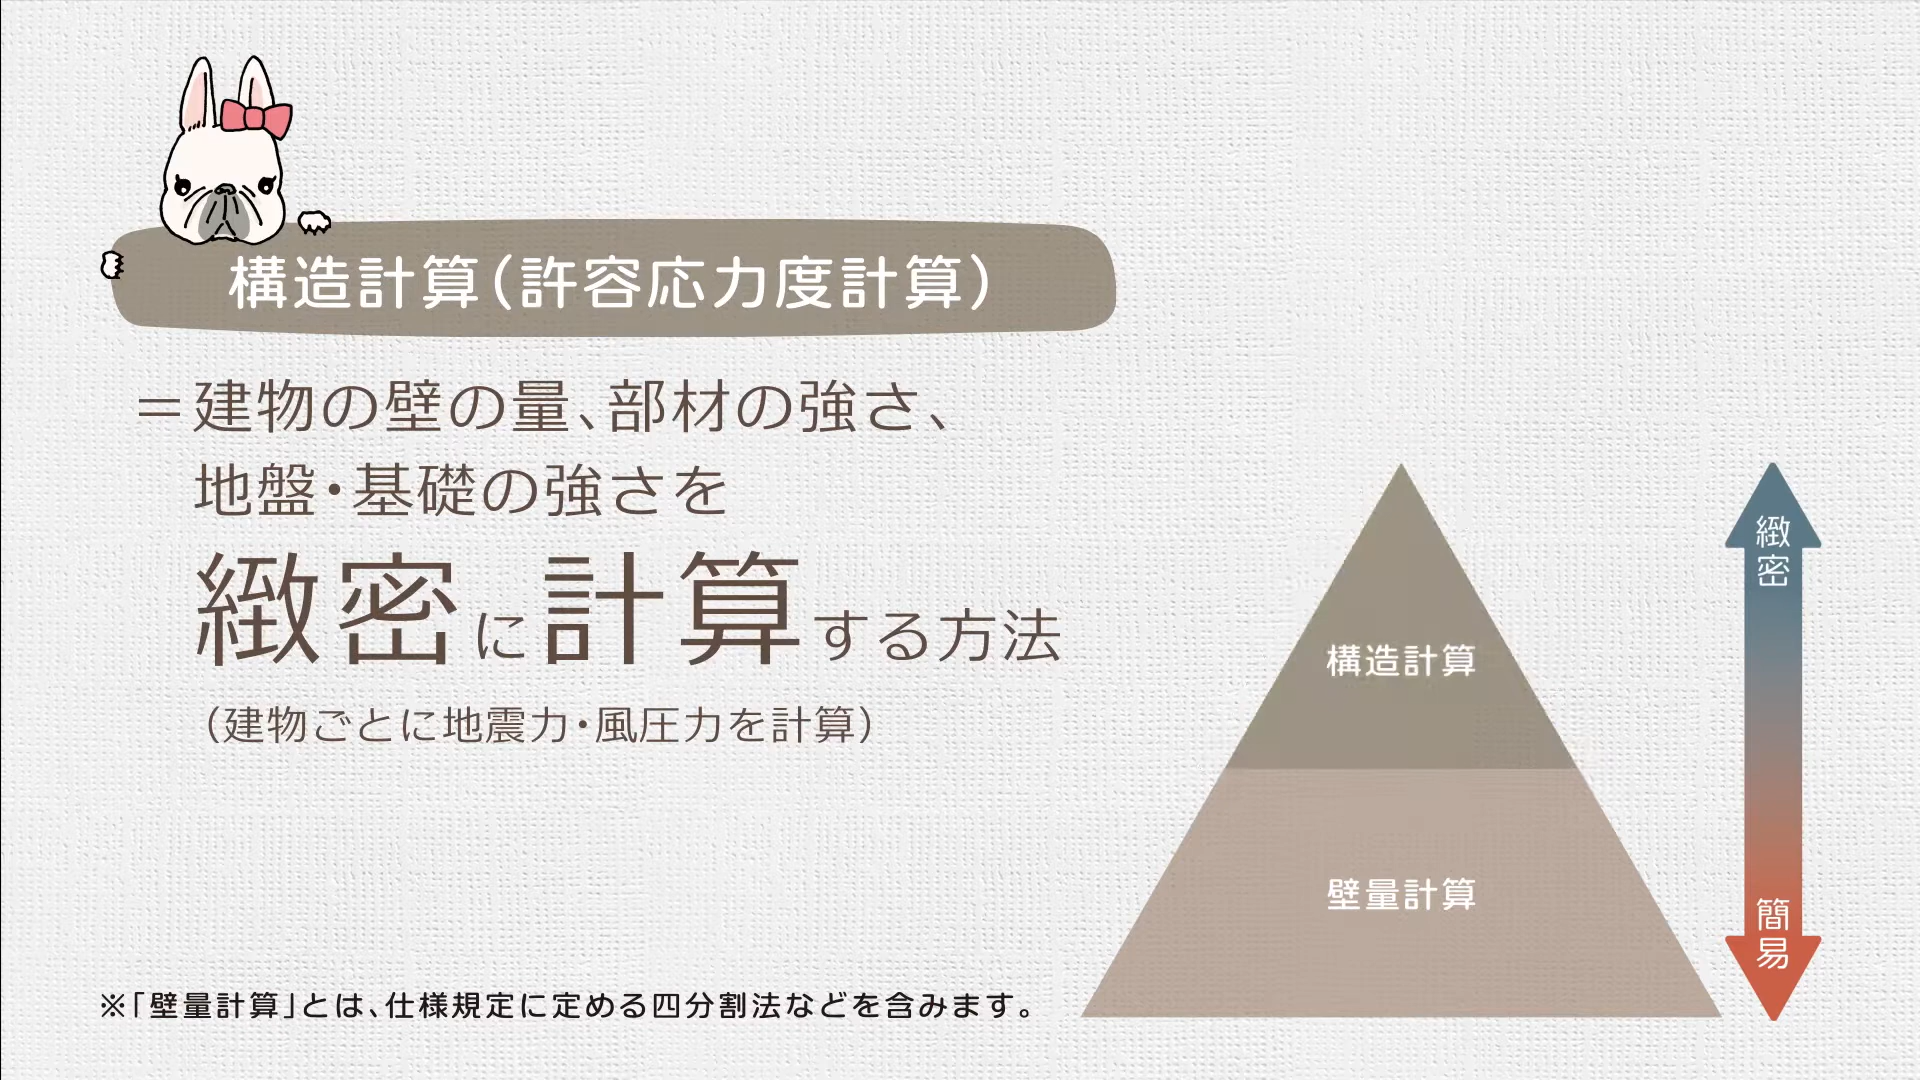 構造計算(許容応力度計算)
=建物の壁の量、部材の強さ、
地盤・基礎の強さを
緻密に計算する方法
(建物ごとに地震力・風圧力を計算)
構造計算
壁量計算
緻密
簡易
※「壁量計算」とは、仕様規定に定める四分割法などを含みます。